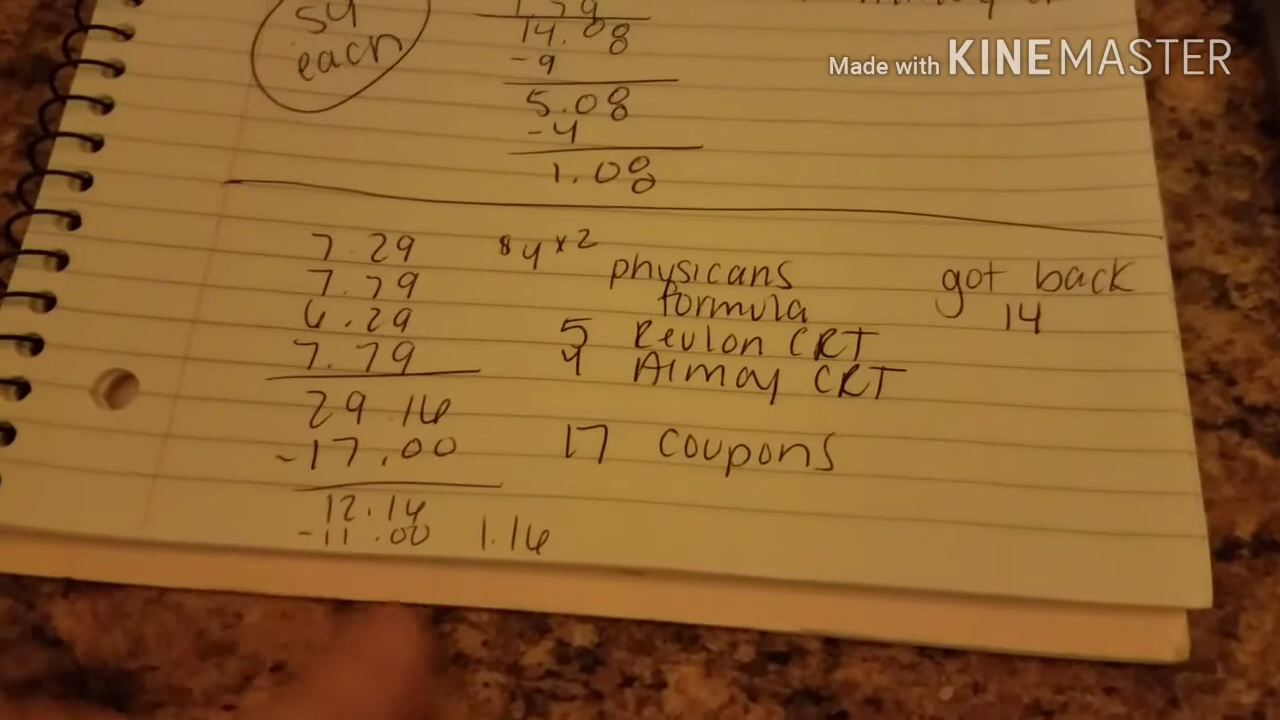 54
each
14.08
-9
5.08
-4
1.08
Made with KINEMASTER
7.29 $4x2 physicans
7.79 formula got back
6.29 5 Revlon CRT 14
7.79 4 Almay CRT
29.16
-17.00 17 coupons
12.16
-11.00 1.16